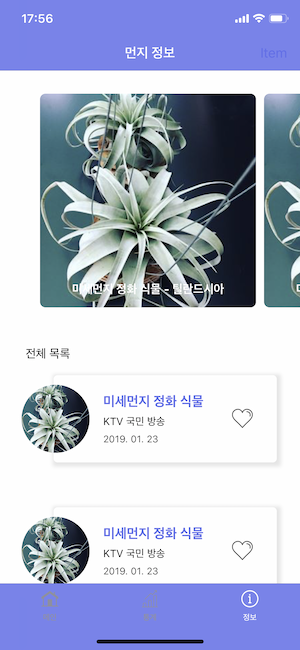 17:56
먼지 정보
Item
미세먼지 정화 식물 - 틸란드시아
전체 목록
미세먼지 정화 식물
KTV 국민 방송
2019. 01. 23
미세먼지 정화 식물
KTV 국민 방송
2019. 01. 23
정보